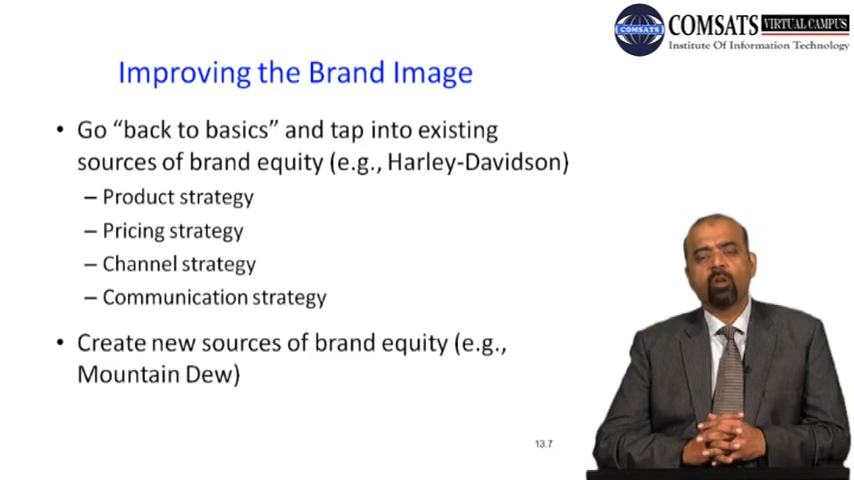 COMSATS VIRTUAL CAMPUS
COMSATS
Institute Of Information Technology
Improving the Brand Image
• Go “back to basics” and tap into existing
sources of brand equity (e.g., Harley-Davidson)
– Product strategy
– Pricing strategy
– Channel strategy
– Communication strategy
• Create new sources of brand equity (e.g.,
Mountain Dew)
13.7